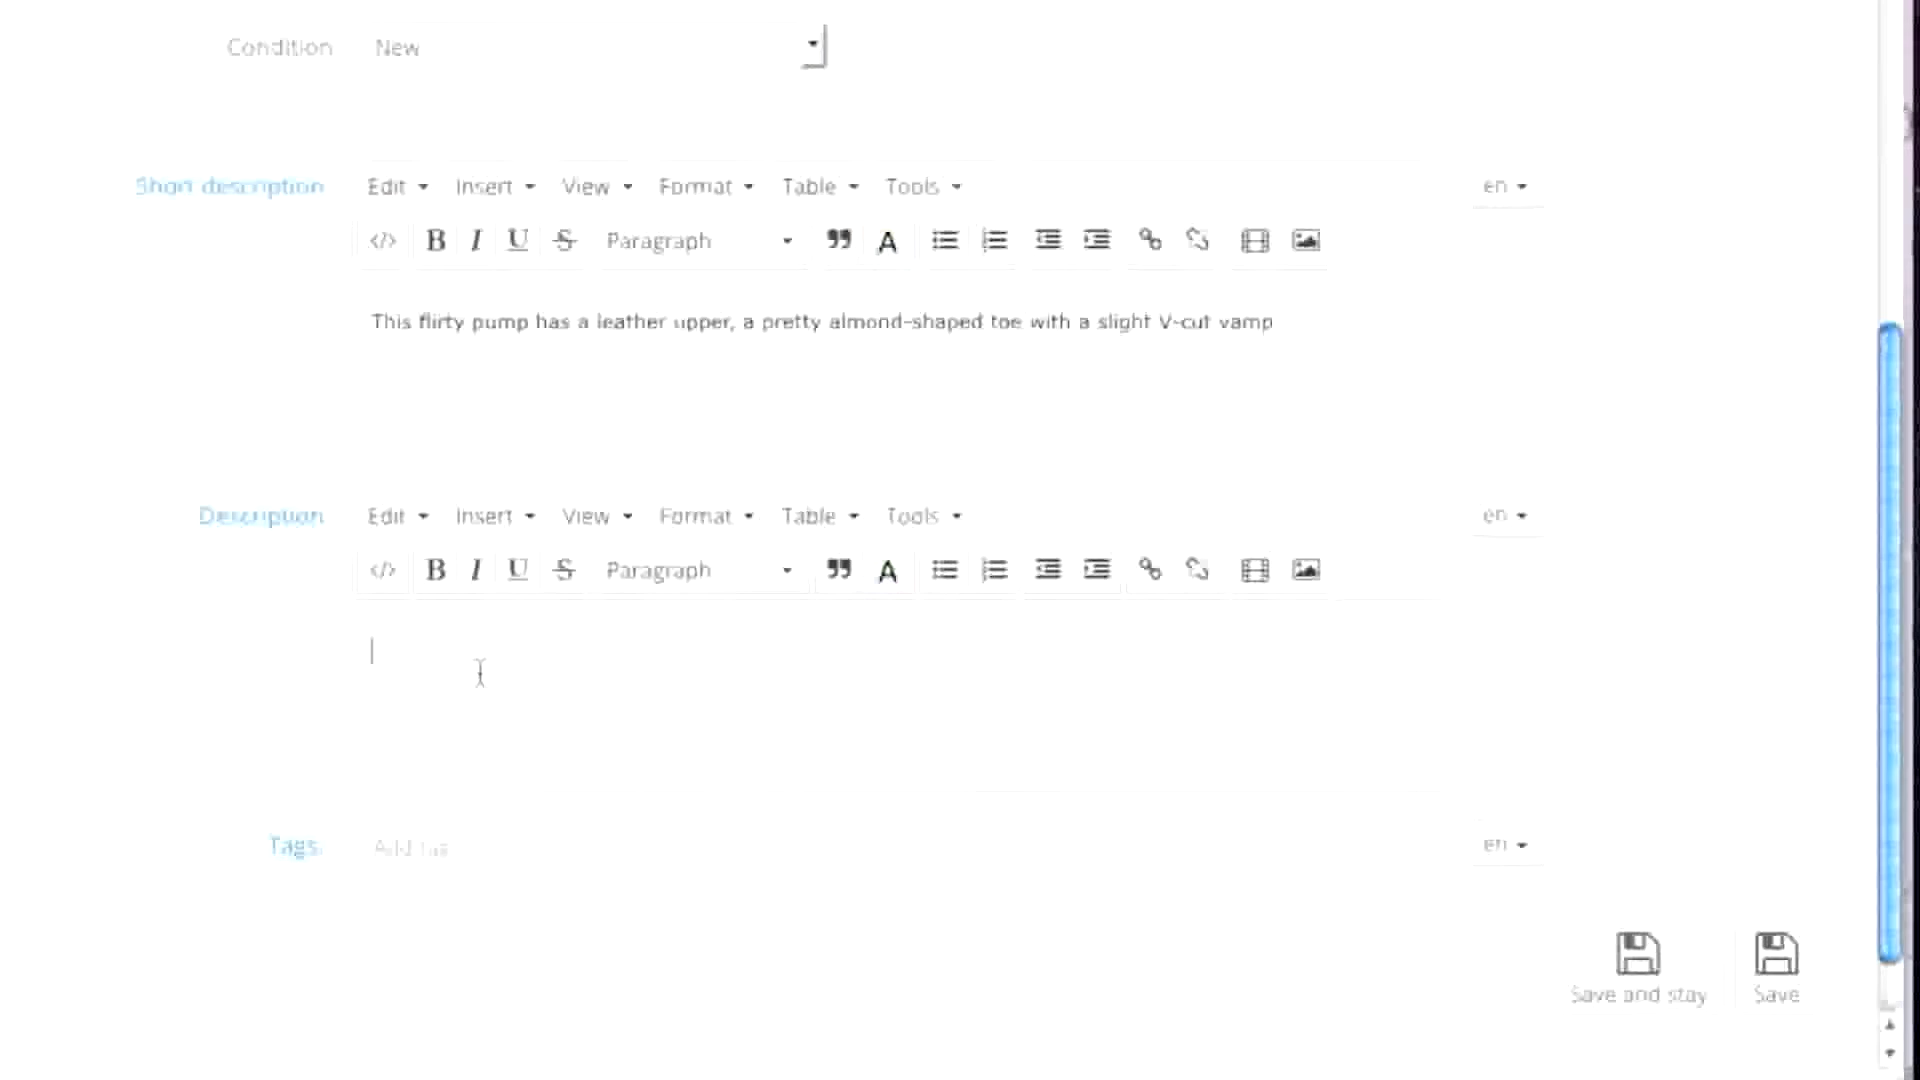 Condition New
Short description Edit Insert View Format Table Tools en
</> B I U S Paragraph A
This flirty pump has a leather upper, a pretty almond-shaped toe with a slight V-cut vamp
Description Edit Insert View Format Table Tools en
</> B I U S Paragraph A
Tags: Add tag en
Save and stay Save